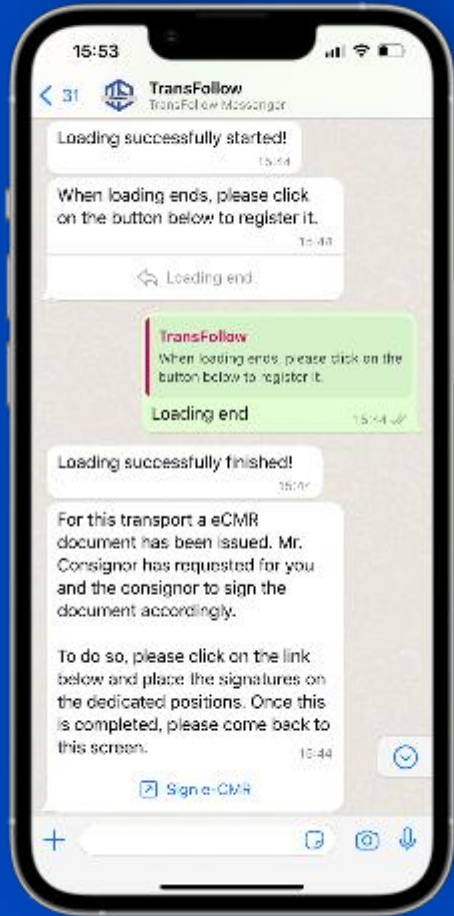 15:53
31
TransFollow
TransFollow Messenger
Loading successfully started!
15:44
When loading ends, please click
on the button below to register it.
15:44
Loading end
TransFollow
When loading ends, please click on the
button below to register it.
Loading end
15:44
Loading successfully finished!
15:44
For this transport a eCMR
document has been issued. Mr.
Consignor has requested for you
and the consignor to sign the
document accordingly.
To do so, please click on the link
below and place the signatures on
the dedicated positions. Once this
is completed, please come back to
this screen.
15:44
Sign e-CMR